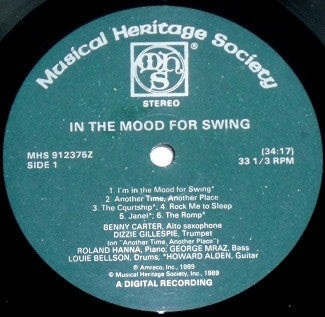 Musical Heritage Society
mhs
®
STEREO
IN THE MOOD FOR SWING
MHS 912375Z
(34:17)
SIDE 1
33 1/3 RPM
1. I'm in the Mood for Swing*
2. Another Time, Another Place
3. The Courtship*; 4. Rock Me to Sleep
5. Janel*; 6. The Romp*
BENNY CARTER, Alto saxophone
DIZZIE GILLESPIE, Trumpet
(on "Another Time, Another Place")
ROLAND HANNA, Piano; GEORGE MRAZ, Bass
LOUIE BELLSON, Drums; *HOWARD ALDEN, Guitar
℗ Amreco, Inc., 1989
© Musical Heritage Society, Inc., 1989
A DIGITAL RECORDING